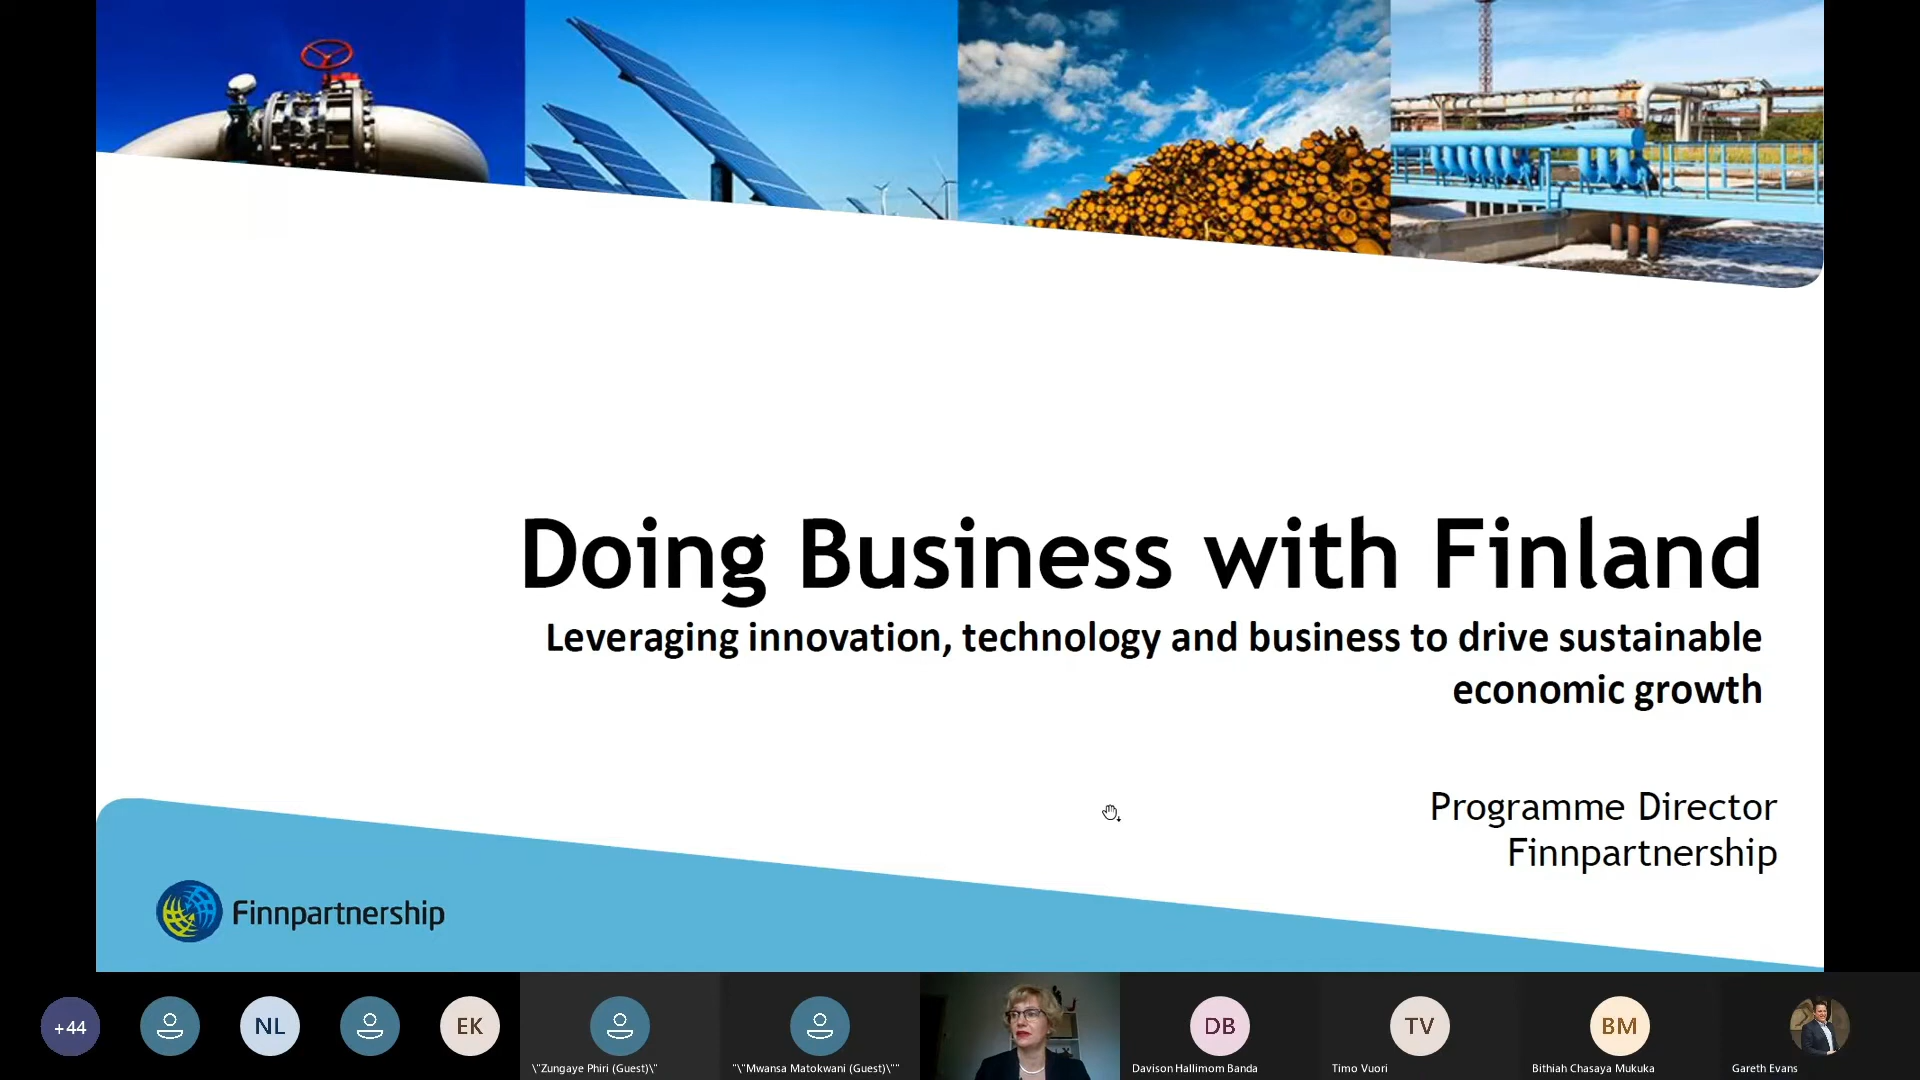 Doing Business with Finland
Leveraging innovation, technology and business to drive sustainable
economic growth
Programme Director
Finnpartnership
Finnpartnership
+44
NL
EK
\"Zungaye Phiri (Guest)\"
"\"Mwansa Matokwani (Guest)\""
DB
Davison Hallimom Banda
TV
Timo Vuori
BM
Bithiah Chasaya Mukuka
Gareth Evans